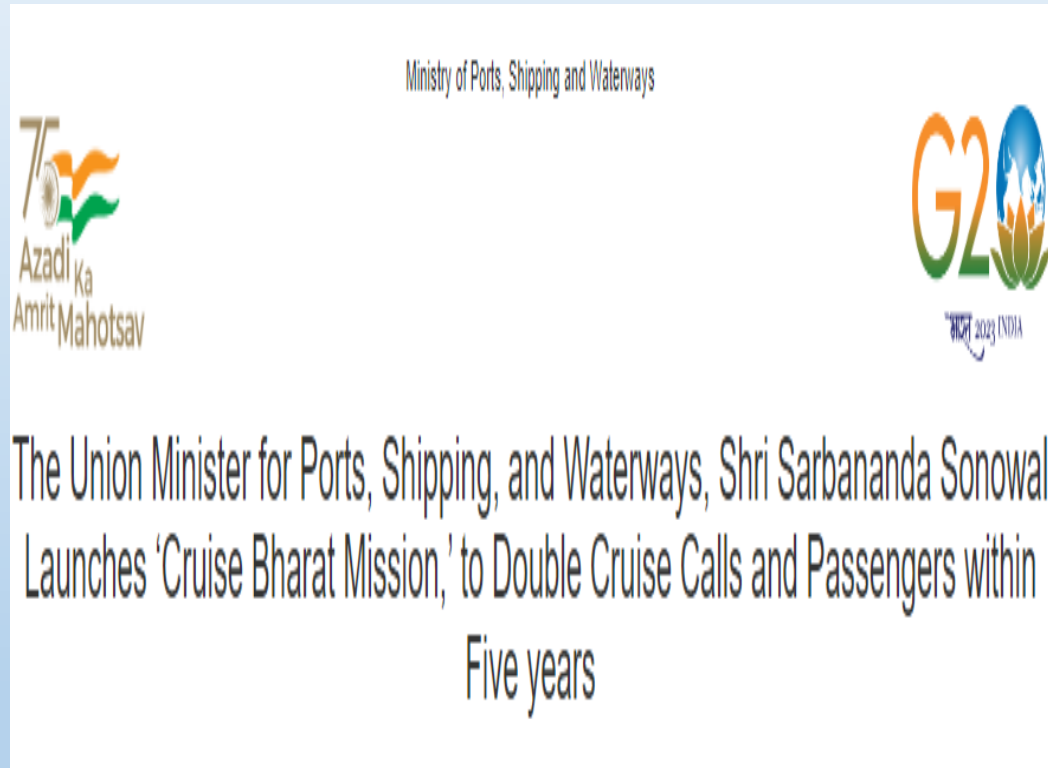 Ministry of Ports, Shipping and Waterways
75
Azadi
Ka
Amrit
Mahotsav
G20
भारत 2023 INDIA
The Union Minister for Ports, Shipping, and Waterways, Shri Sarbananda Sonowal
Launches ‘Cruise Bharat Mission,’ to Double Cruise Calls and Passengers within
Five years